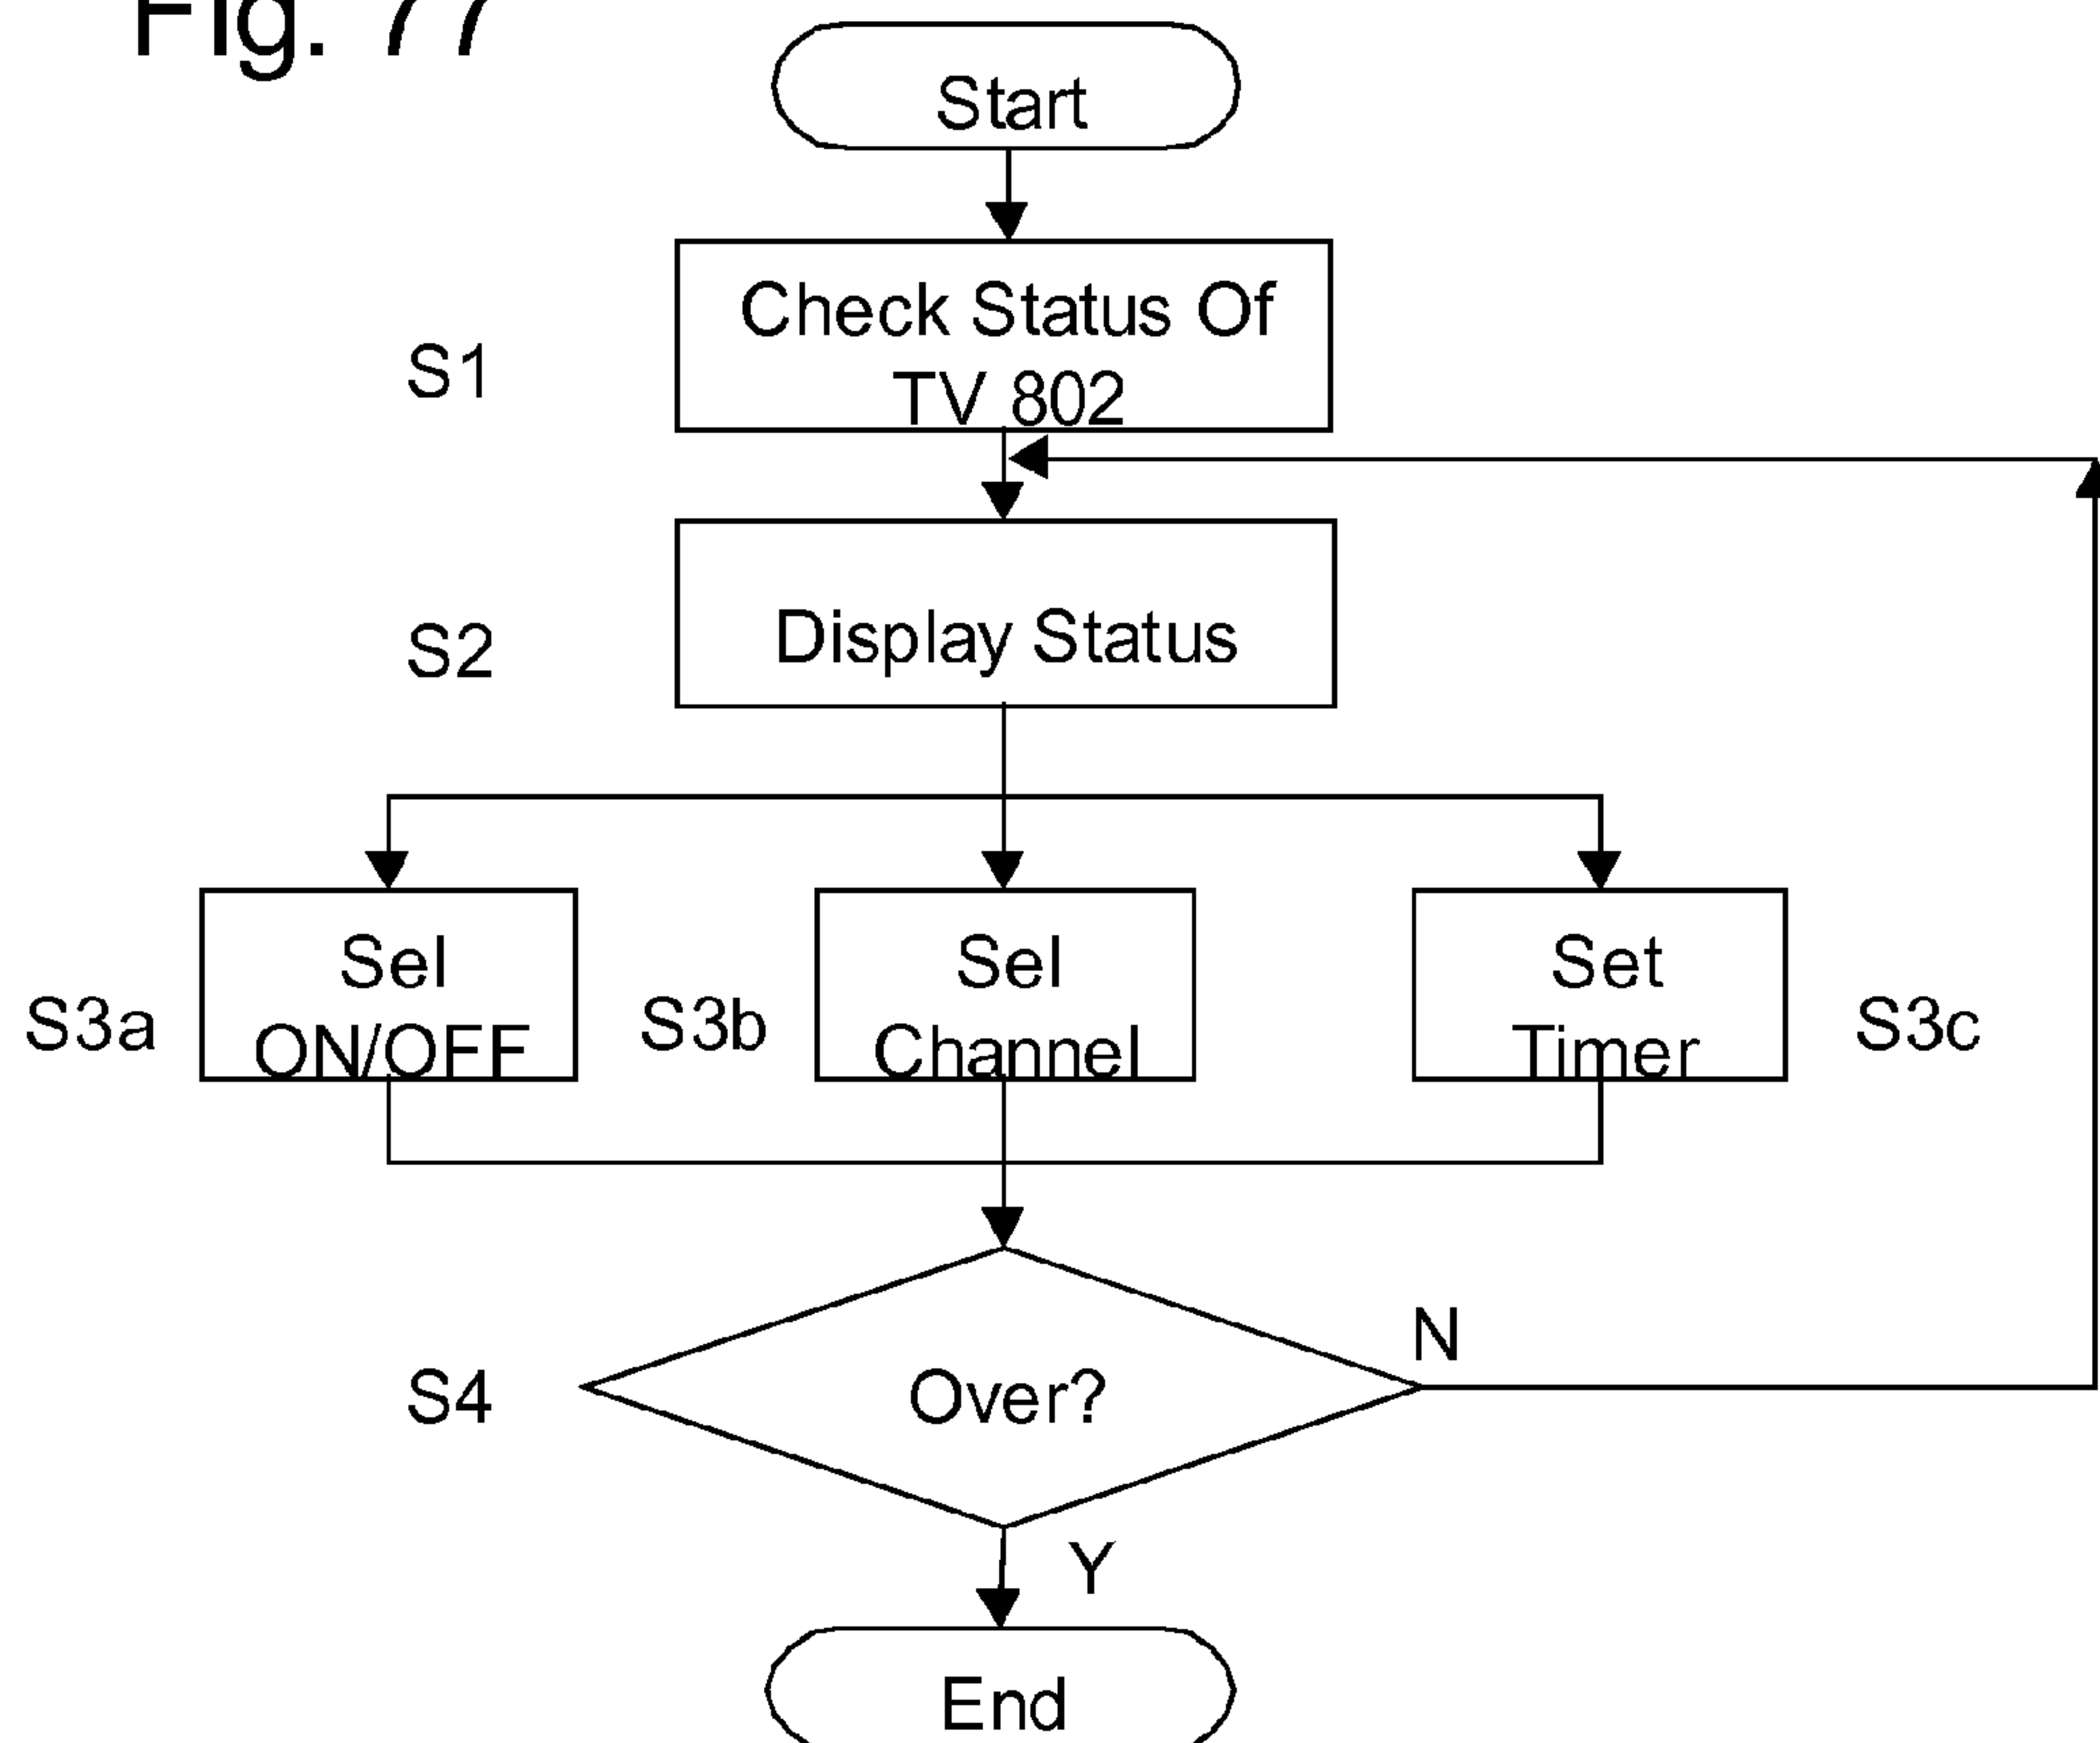 Fig. 77
Start
Check Status Of
TV 802
S1
Display Status
S2
Sel
ON/OFF
S3a
Sel
Channel
S3b
Set
Timer
S3c
Over?
S4
N
Y
End